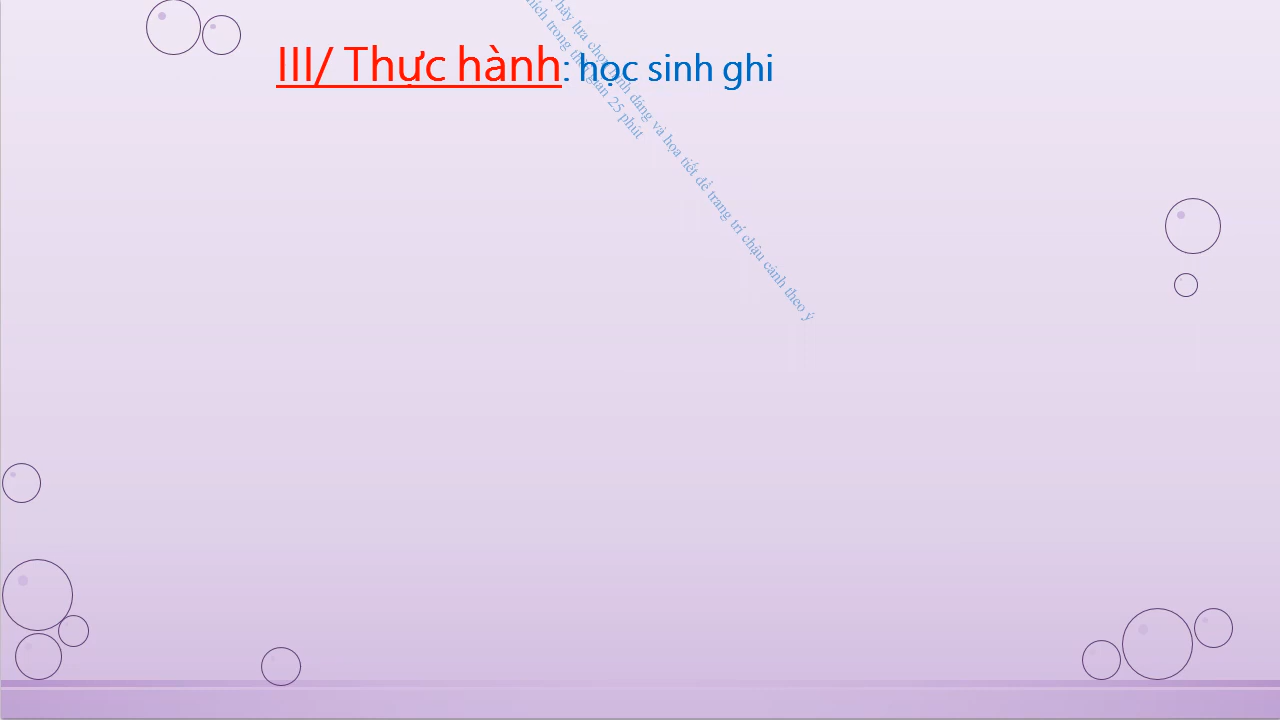 III/ Thực hành: học sinh ghi
hãy lựa chọn hình dáng và họa tiết để trang trí chậu cảnh theo ý
thích trong thời gian 25 phút